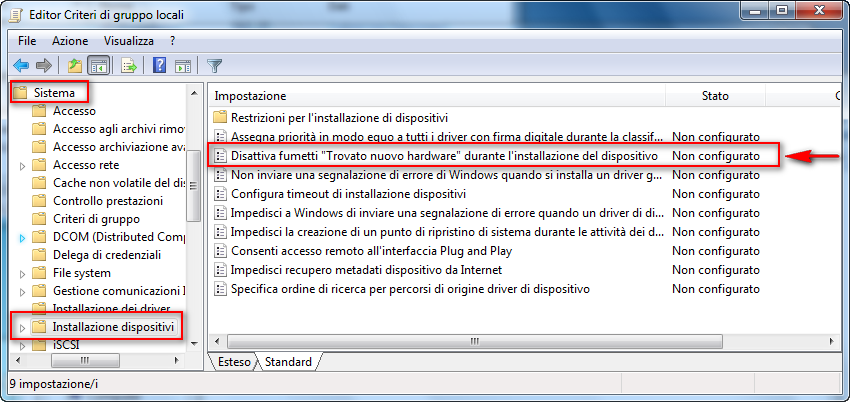 Editor Criteri di gruppo locali
File Azione Visualizza ?
Sistema
Accesso
Accesso agli archivi rimo
Accesso archiviazione ava
Accesso rete
Cache non volatile del dis
Controllo prestazioni
Criteri di gruppo
DCOM (Distributed Comp
Delega di credenziali
File system
Gestione comunicazioni I
Installazione dei driver
Installazione dispositivi
iSCSI
Impostazione Stato C
Restrizioni per l'installazione di dispositivi
Assegna priorità in modo equo a tutti i driver con firma digitale durante la classif... Non configurato
Disattiva fumetti "Trovato nuovo hardware" durante l'installazione del dispositivo Non configurato
Non inviare una segnalazione di errore di Windows quando si installa un driver g... Non configurato
Configura timeout di installazione dispositivi Non configurato
Impedisci a Windows di inviare una segnalazione di errore quando un driver di di... Non configurato
Impedisci la creazione di un punto di ripristino di sistema durante le attività dei d... Non configurato
Consenti accesso remoto all'interfaccia Plug and Play Non configurato
Impedisci recupero metadati dispositivo da Internet Non configurato
Specifica ordine di ricerca per percorsi di origine driver di dispositivo Non configurato
Esteso Standard
9 impostazione/i